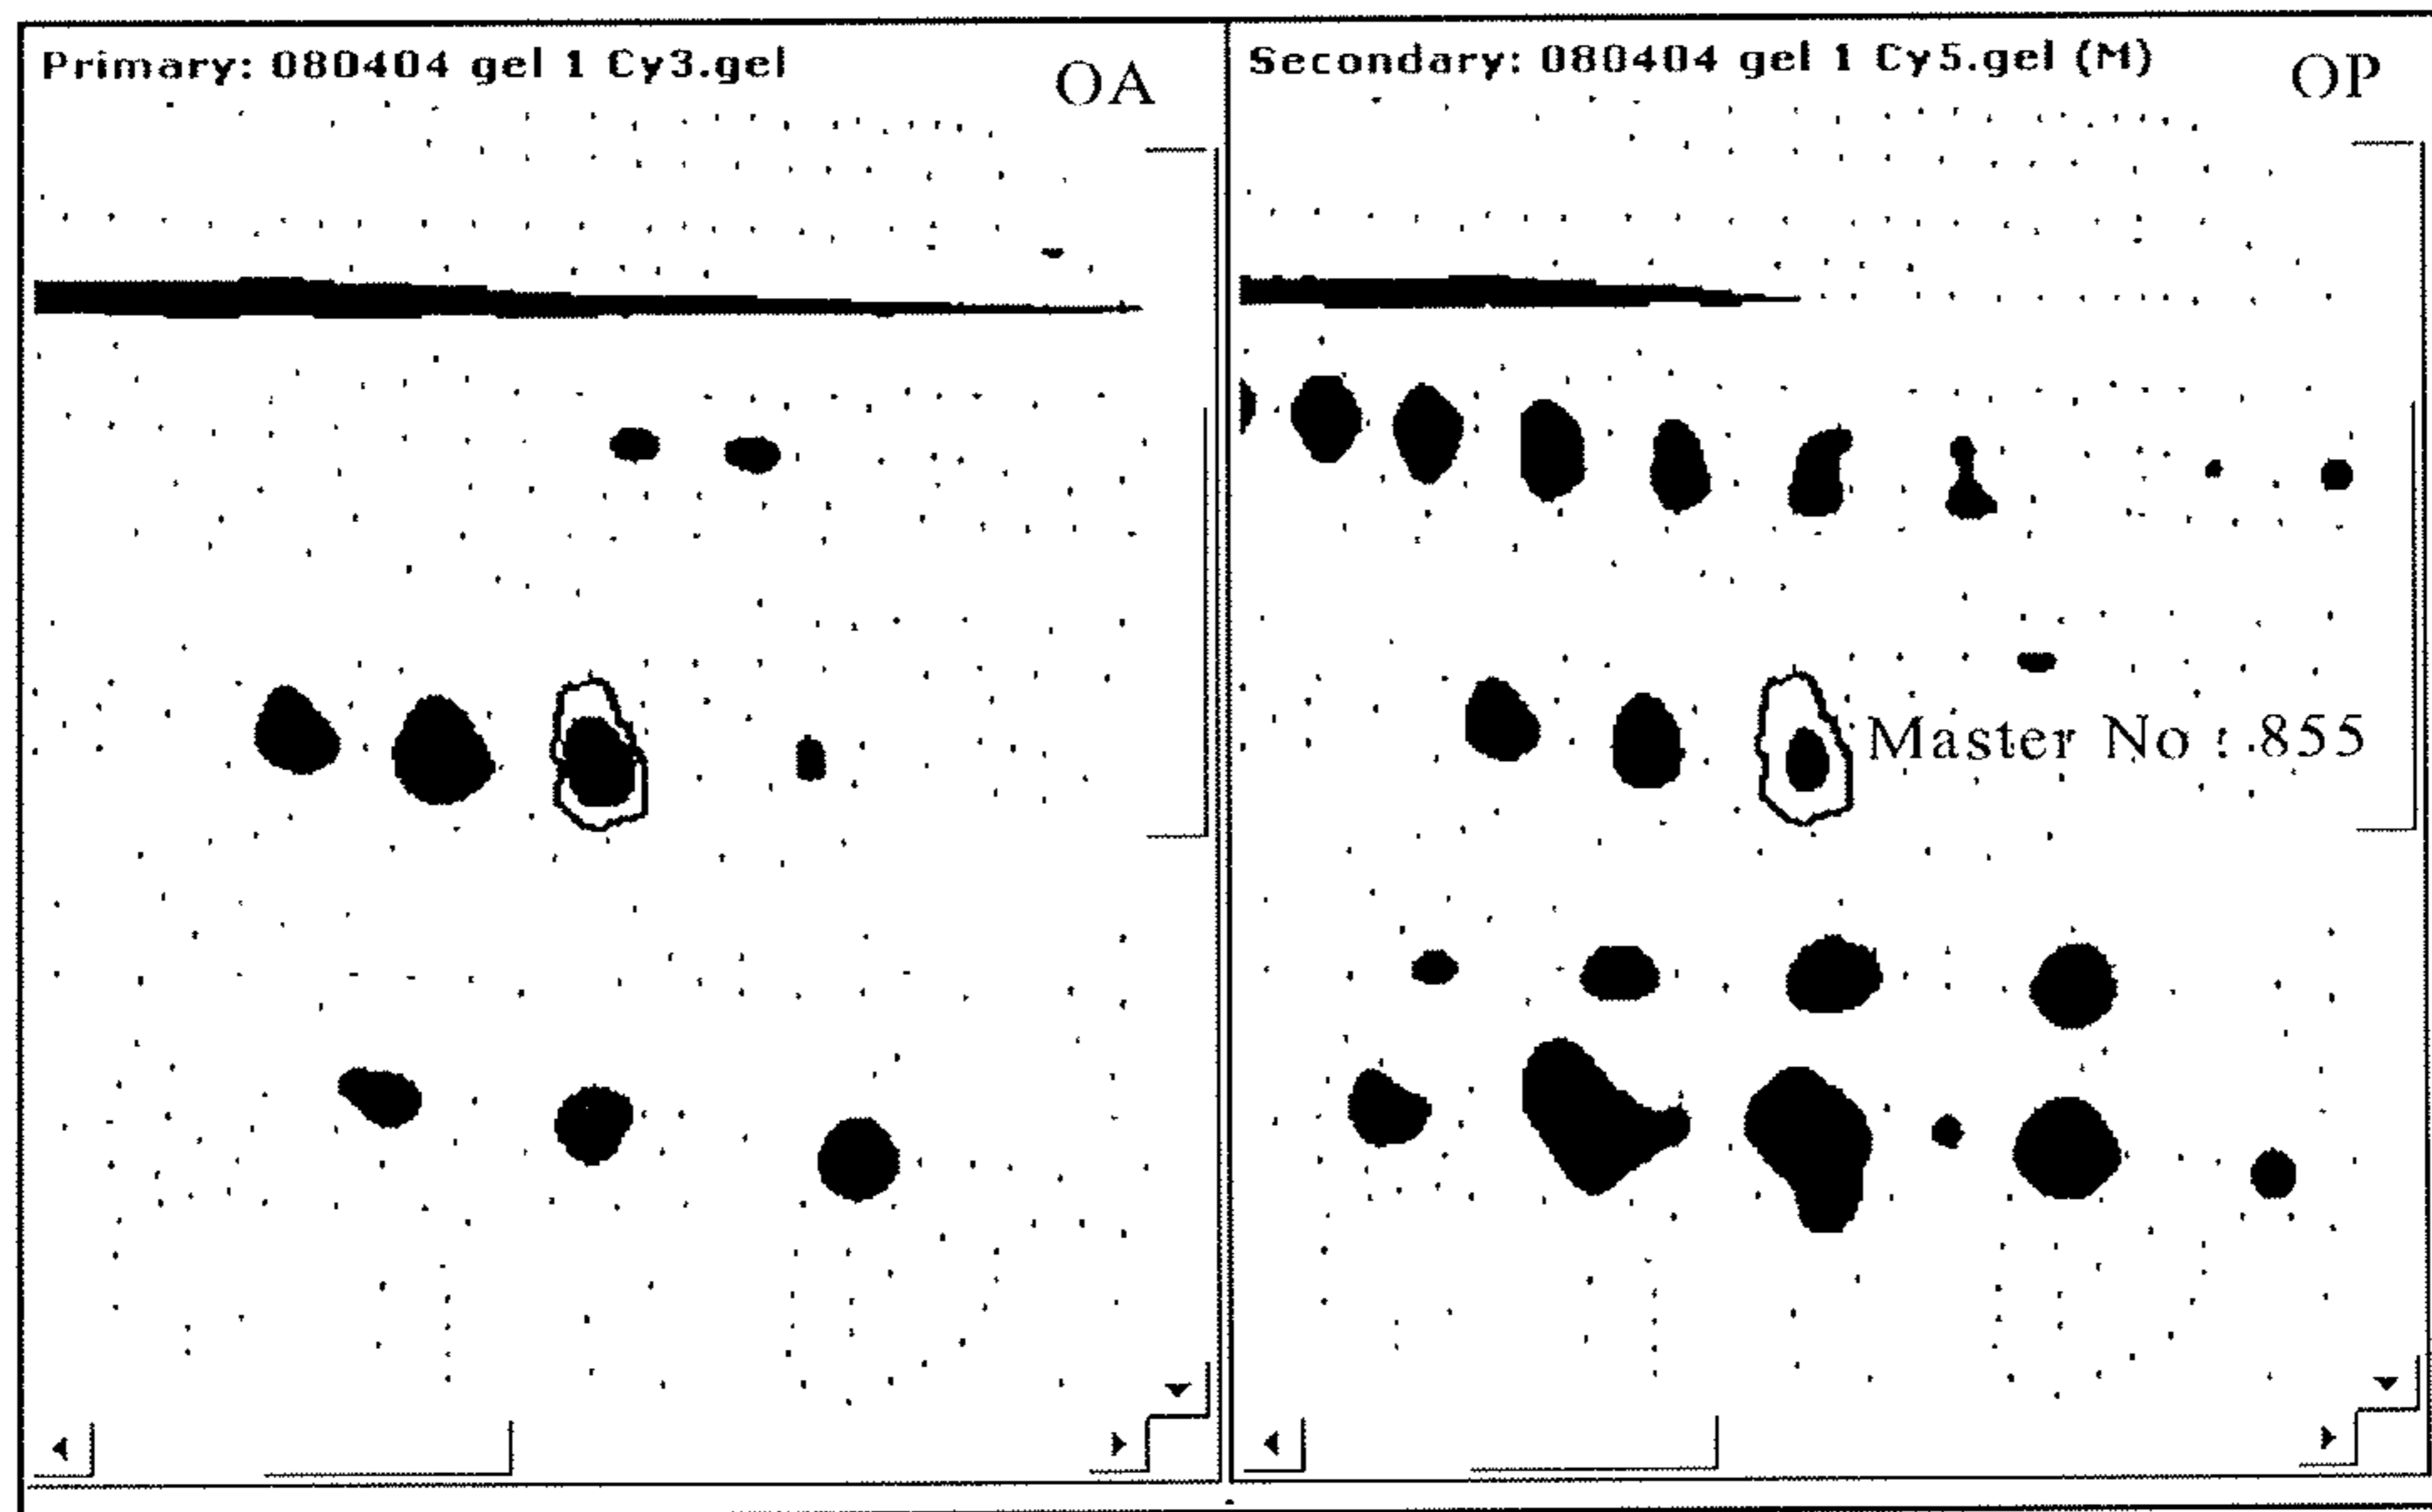 Primary: 080404 gel 1 Cy3.gel
OA
Secondary: 080404 gel 1 Cy5.gel (M)
OP
Master No : 855